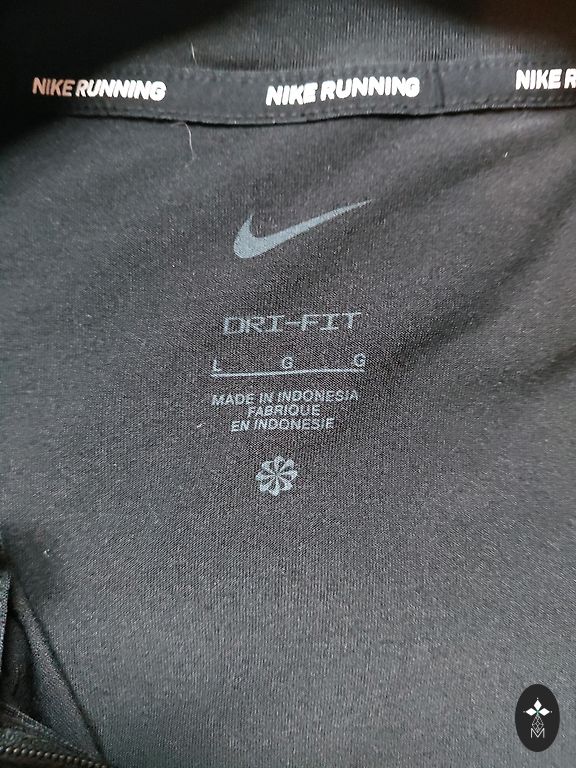 NIKE RUNNING NIKE RUNNING NIKE R
DRI-FIT
L G G
MADE IN INDONESIA
FABRIQUE
EN INDONESIE
M